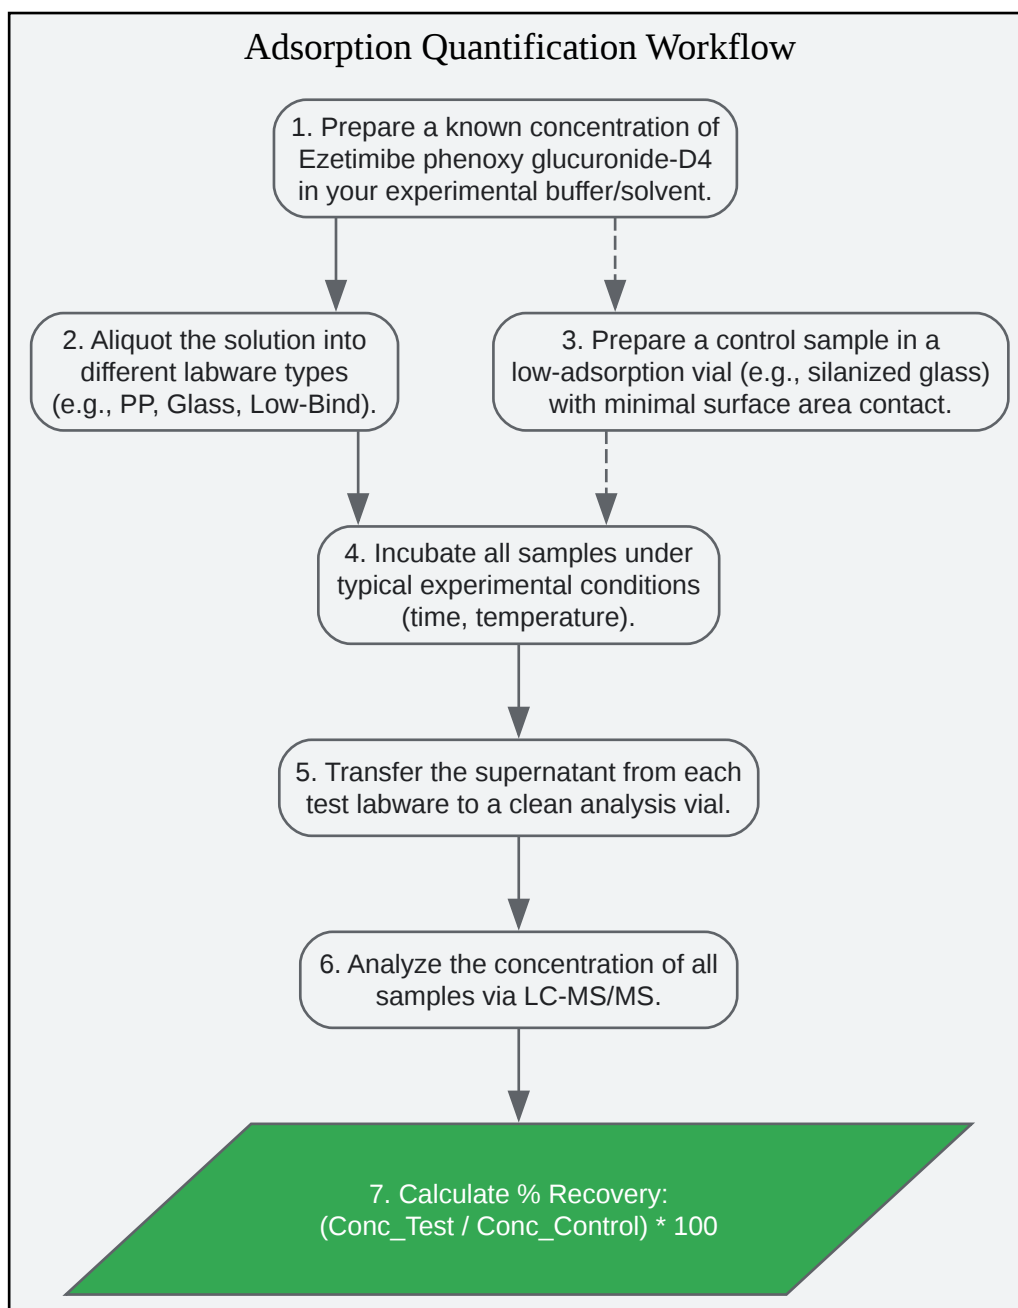 Adsorption Quantification Workflow
1. Prepare a known concentration of
Ezetimibe phenoxy glucuronide-D4
in your experimental buffer/solvent.
2. Aliquot the solution into
different labware types
(e.g., PP, Glass, Low-Bind).
3. Prepare a control sample in a
low-adsorption vial (e.g., silanized glass)
with minimal surface area contact.
4. Incubate all samples under
typical experimental conditions
(time, temperature).
5. Transfer the supernatant from each
test labware to a clean analysis vial.
6. Analyze the concentration of all
samples via LC-MS/MS.
7. Calculate % Recovery:
(Conc_Test / Conc_Control) * 100